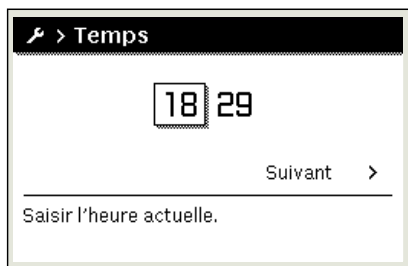 > Temps
18 29
Suivant >
Saisir l'heure actuelle.